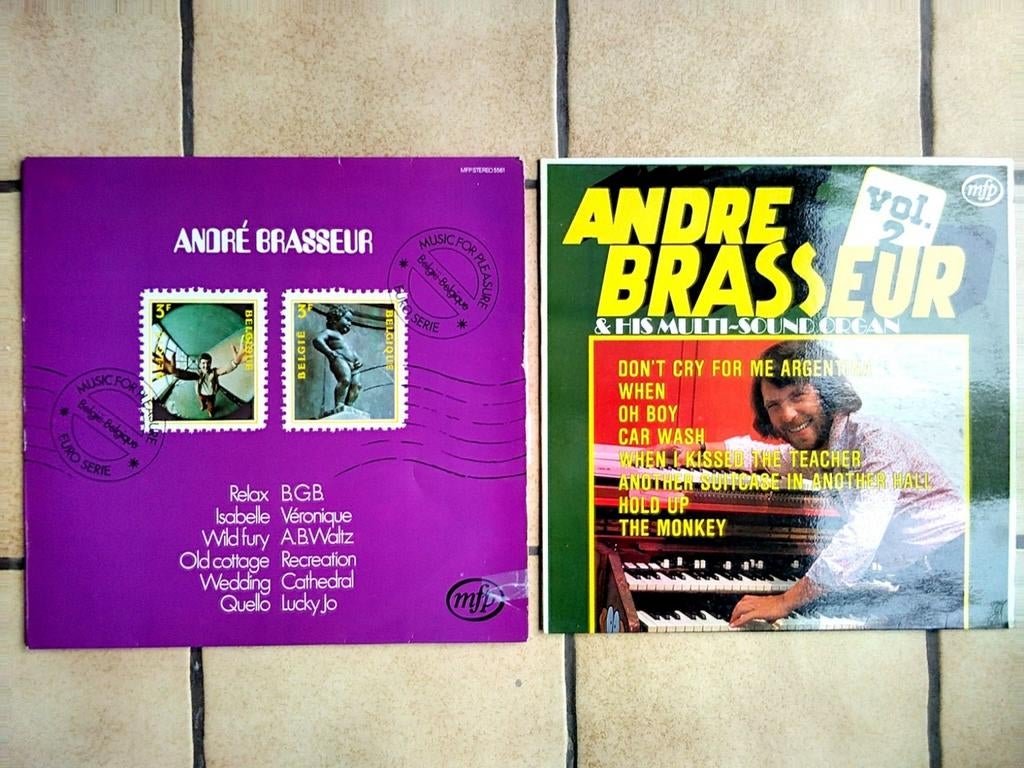 MFP STEREO 5561
ANDRÉ BRASSEUR
MUSIC FOR PLEASURE
België-Belgique
EURO SERIE
3F
BELGIQUE
3F
BELGIË
BELGIQUE
MUSIC FOR PLEASURE
België-Belgique
EURO SERIE
Relax B.G.B.
Isabelle Véronique
Wild fury A.B. Waltz
Old cottage Recreation
Wedding Cathedral
Quello Lucky Jo
mfp
ANDRE
BRASSEUR
vol.
2
mfp
& HIS MULTI-SOUND ORGAN
DON'T CRY FOR ME ARGENTINA
WHEN
OH BOY
CAR WASH
WHEN I KISSED THE TEACHER
ANOTHER SUITCASE IN ANOTHER HALL
HOLD UP
THE MONKEY